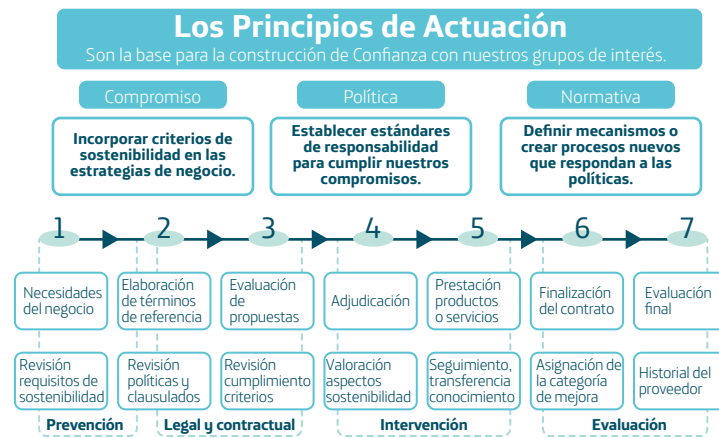 Los Principios de Actuación
Son la base para la construcción de Confianza con nuestros grupos de interés.
Compromiso
Política
Normativa
Incorporar criterios de
sostenibilidad en las
estrategias de negocio.
Establecer estándares
de responsabilidad
para cumplir nuestros
compromisos.
Definir mecanismos o
crear procesos nuevos
que respondan a las
políticas.
1
2
3
4
5
6
7
Necesidades
del negocio
Elaboración
de términos
de referencia
Evaluación
de
propuestas
Adjudicación
Prestación
productos
o servicios
Finalización
del contrato
Evaluación
final
Revisión
requisitos de
sostenibilidad
Revisión
políticas y
clausulados
Revisión
cumplimiento
criterios
Valoración
aspectos
sostenibilidad
Seguimiento,
transferencia
conocimiento
Asignación de
la categoría
de mejora
Historial del
proveedor
Prevención
Legal y contractual
Intervención
Evaluación